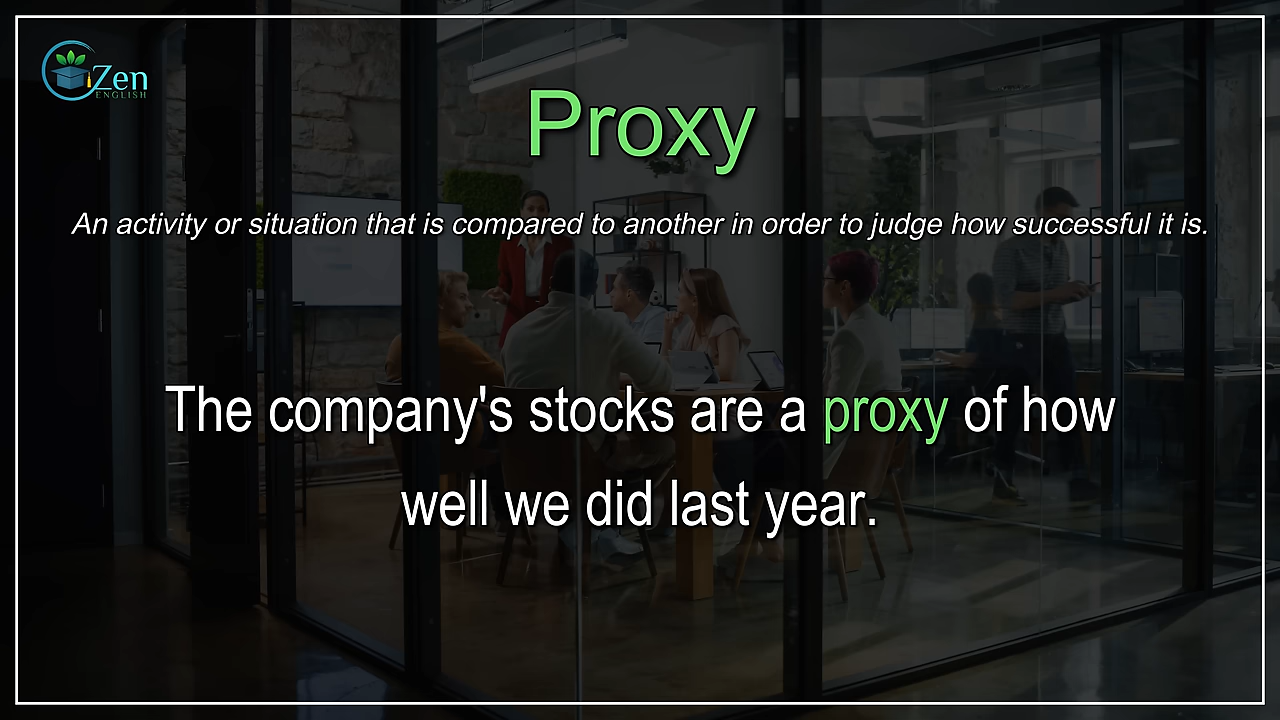 Zen
ENGLISH
Proxy
An activity or situation that is compared to another in order to judge how successful it is.
The company's stocks are a proxy of how
well we did last year.